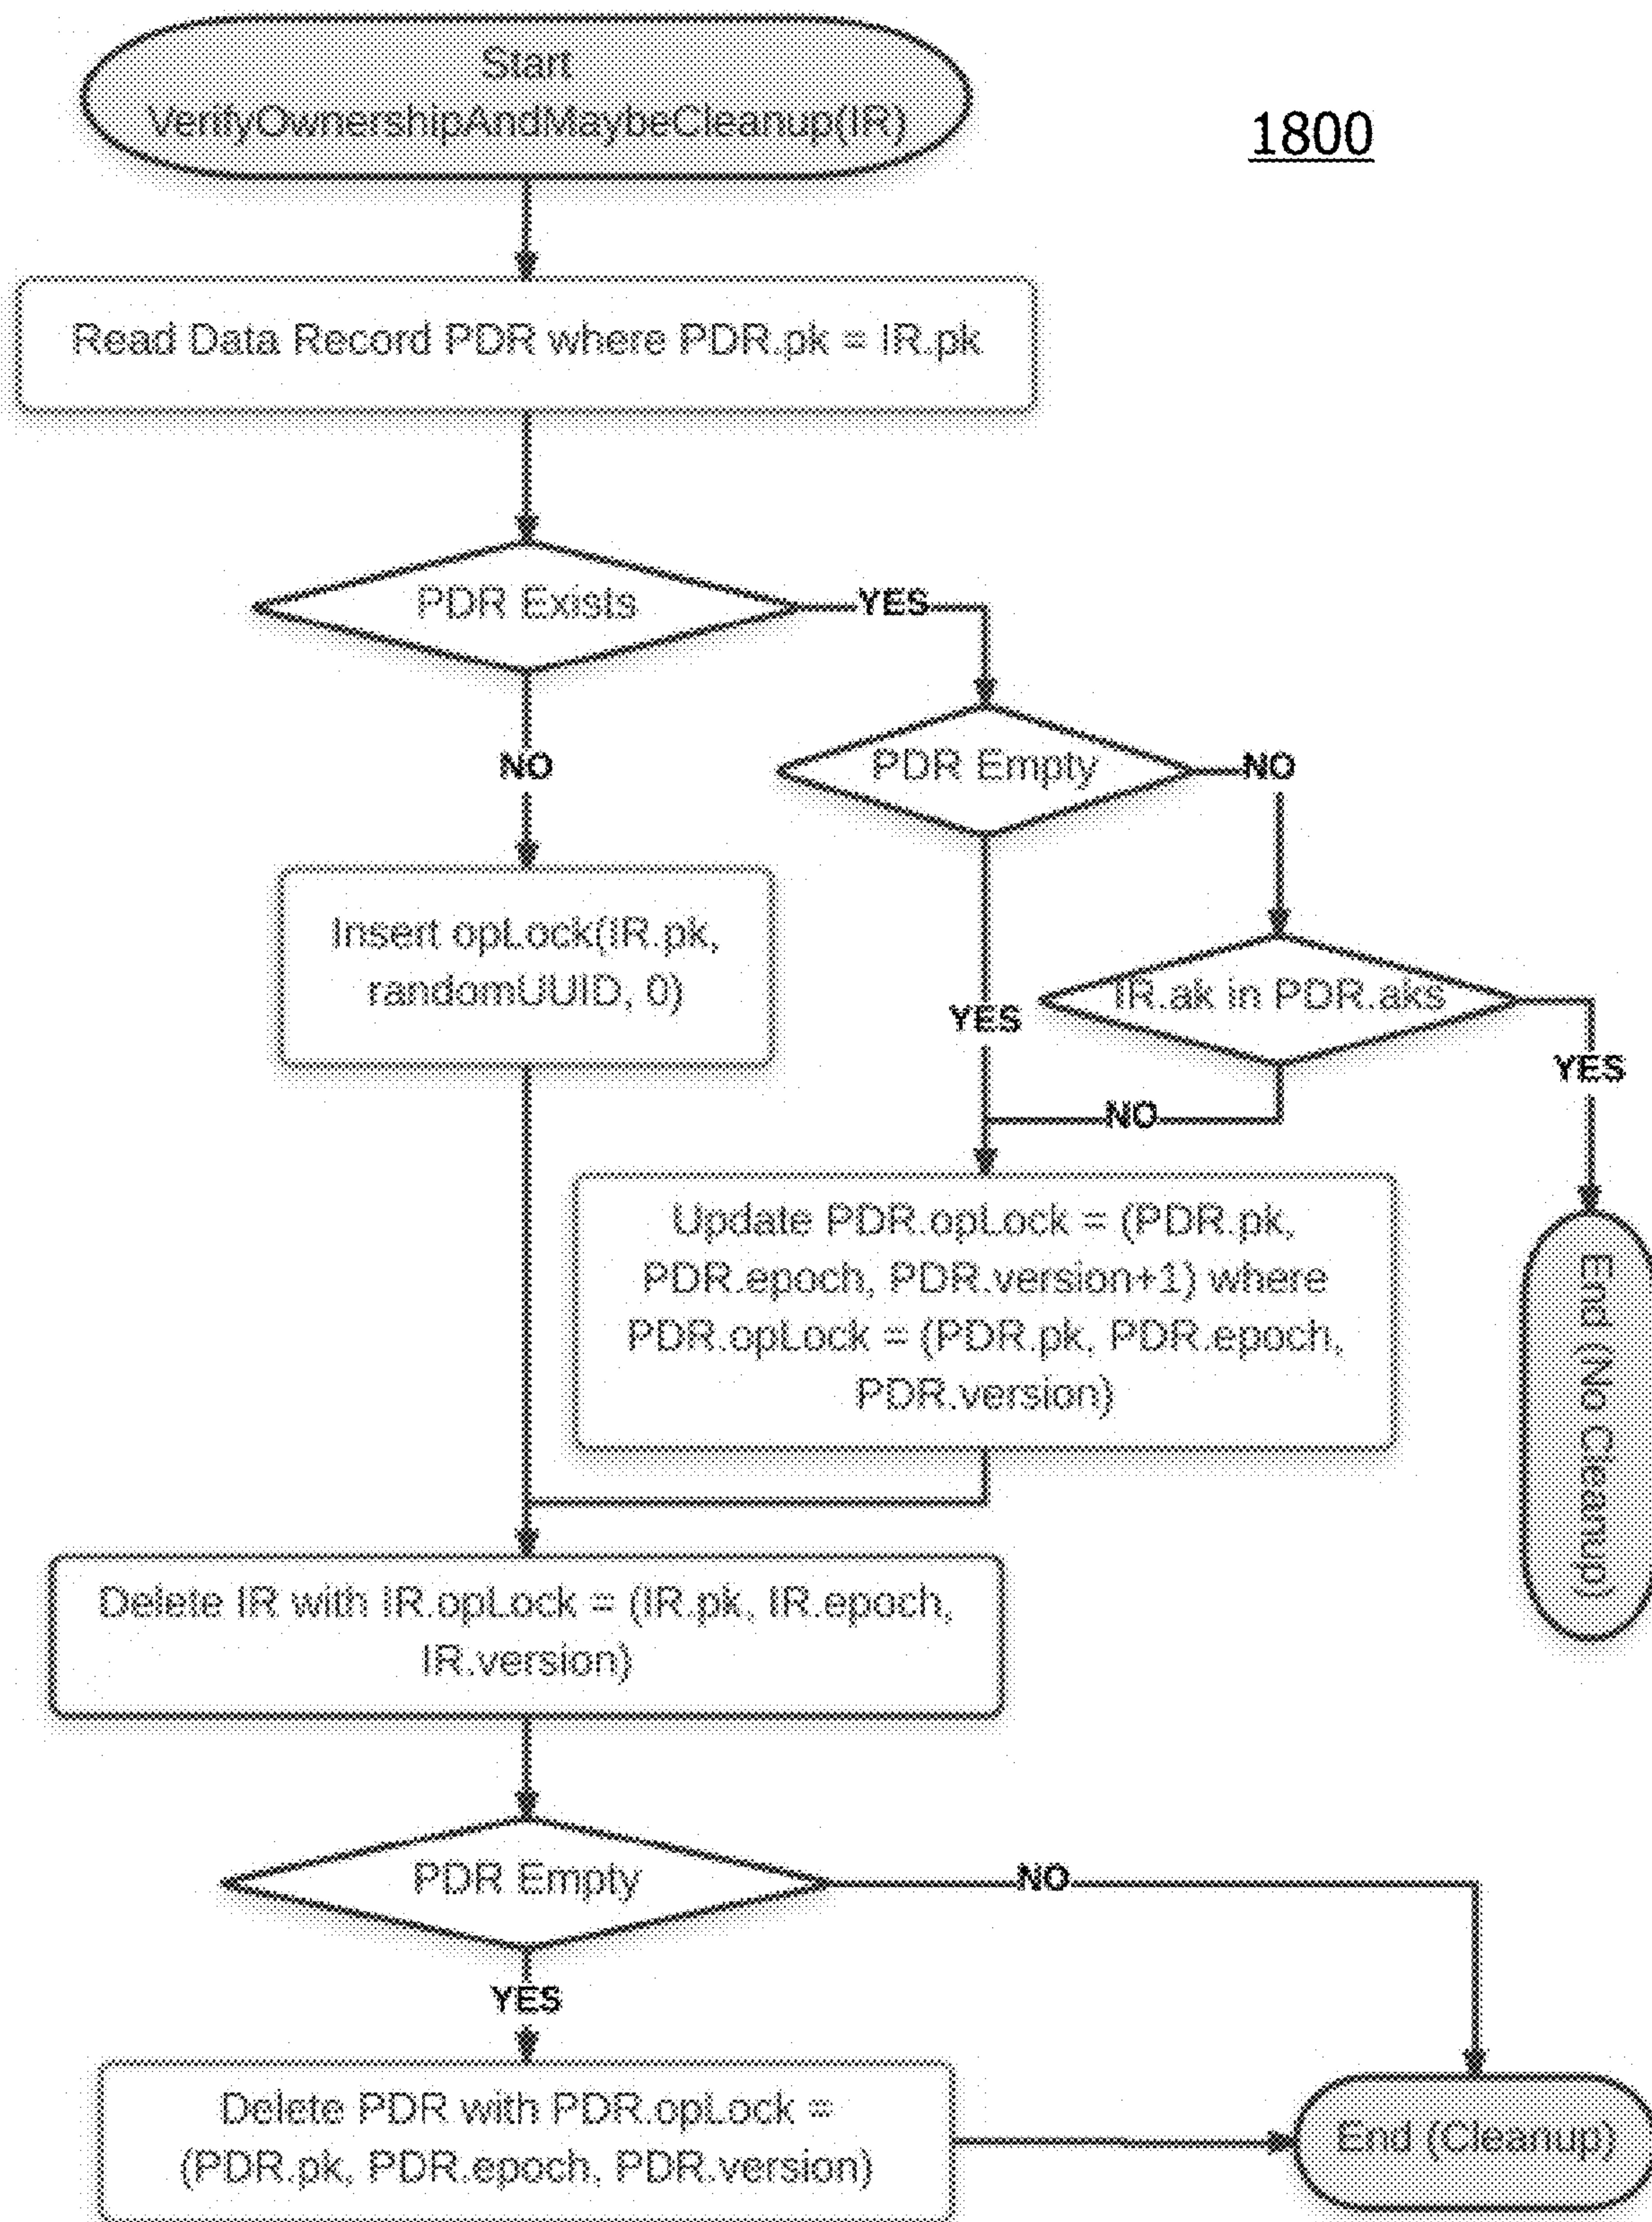 Start
VerifyOwnershipAndMaybeCleanup(IR)
1800
Read Data Record PDR where PDR.pk = IR.pk
PDR Exists
YES
NO
PDR Empty
NO
Insert opLock(IR.pk,
randomUUID, 0)
IR.ak in PDR.aks
YES
YES
NO
Update PDR.opLock = (PDR.pk,
PDR.epoch, PDR.version+1) where
PDR.opLock = (PDR.pk, PDR.epoch,
PDR.version)
End (No Cleanup)
Delete IR with IR.opLock = (IR.pk, IR.epoch,
IR.version)
PDR Empty
NO
YES
Delete PDR with PDR.opLock =
(PDR.pk, PDR.epoch, PDR.version)
End (Cleanup)